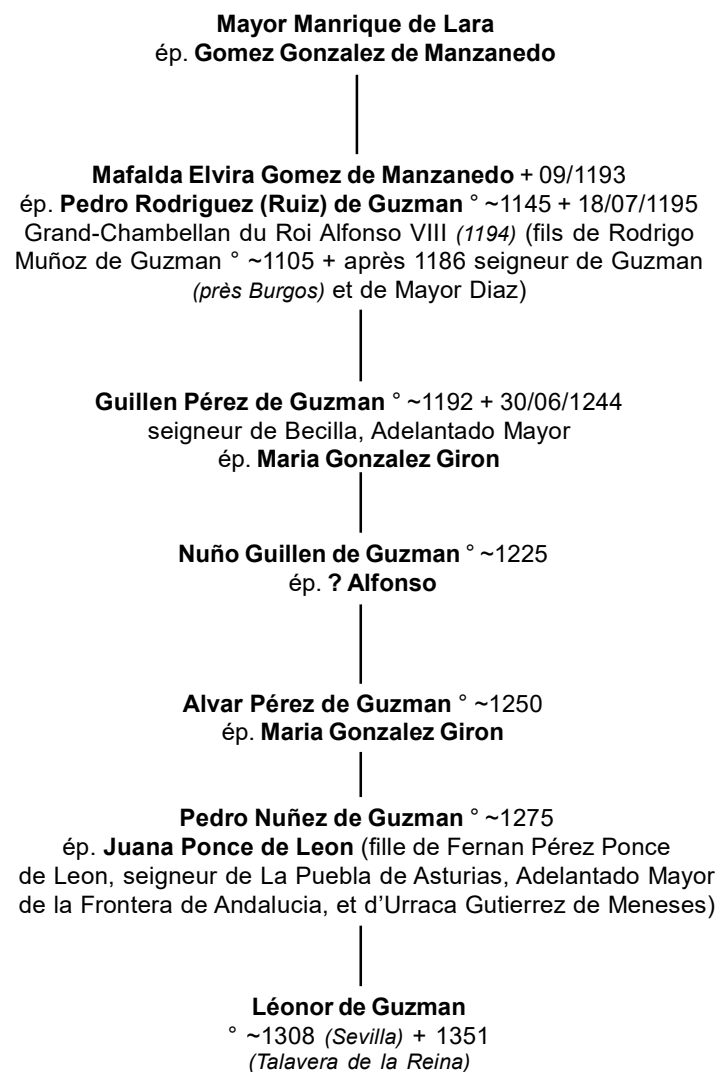 Mayor Manrique de Lara
ép. Gomez Gonzalez de Manzanedo
Mafalda Elvira Gomez de Manzanedo + 09/1193
ép. Pedro Rodriguez (Ruiz) de Guzman ° ~1145 + 18/07/1195
Grand-Chambellan du Roi Alfonso VIII (1194) (fils de Rodrigo
Muñoz de Guzman ° ~1105 + après 1186 seigneur de Guzman
(près Burgos) et de Mayor Diaz)
Guillen Pérez de Guzman ° ~1192 + 30/06/1244
seigneur de Becilla, Adelantado Mayor
ép. Maria Gonzalez Giron
Nuño Guillen de Guzman ° ~1225
ép. ? Alfonso
Alvar Pérez de Guzman ° ~1250
ép. Maria Gonzalez Giron
Pedro Nuñez de Guzman ° ~1275
ép. Juana Ponce de Leon (fille de Fernan Pérez Ponce
de Leon, seigneur de La Puebla de Asturias, Adelantado Mayor
de la Frontera de Andalucia, et d'Urraca Gutierrez de Meneses)
Léonor de Guzman
° ~1308 (Sevilla) + 1351
(Talavera de la Reina)